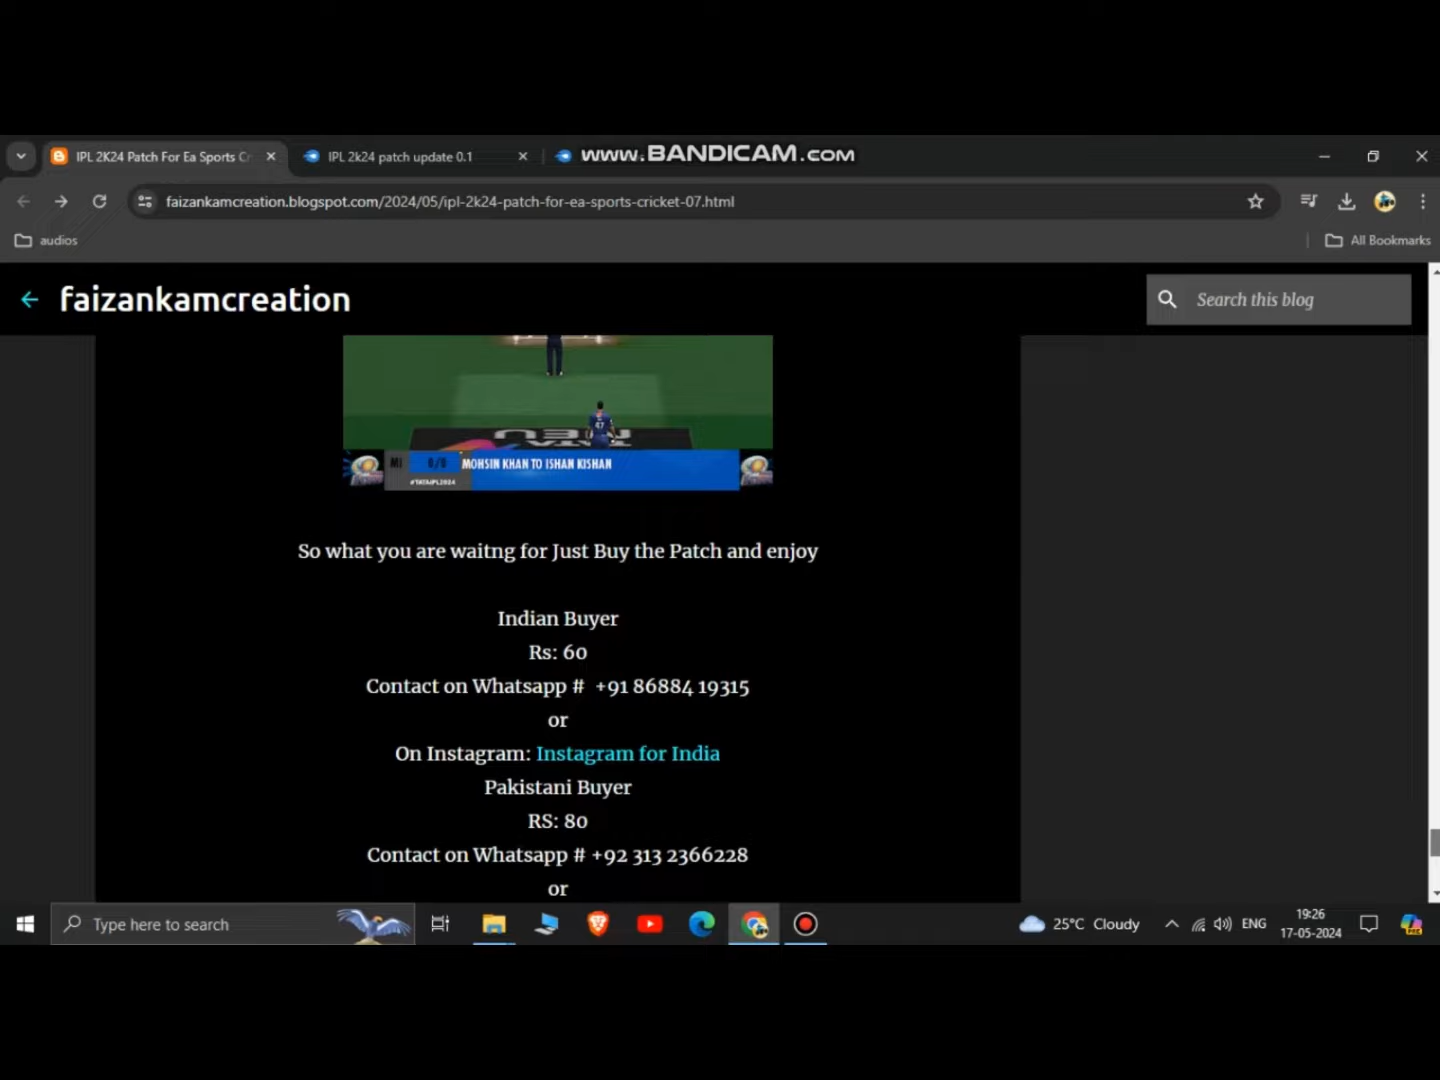 www.BANDICAM.com
IPL 2K24 Patch For Ea Sports Cr
IPL 2k24 patch update 0.1
faizankamcreation.blogspot.com/2024/05/ipl-2k24-patch-for-ea-sports-cricket-07.html
audios
All Bookmarks
faizankamcreation
Search this blog
47
MI 0/0 MOHSIN KHAN TO ISHAN KISHAN
#TATAIPL2024
So what you are waitng for Just Buy the Patch and enjoy
Indian Buyer
Rs: 60
Contact on Whatsapp # +91 86884 19315
or
On Instagram: Instagram for India
Pakistani Buyer
RS: 80
Contact on Whatsapp # +92 313 2366228
or
Type here to search
25°C Cloudy
ENG
19:26
17-05-2024